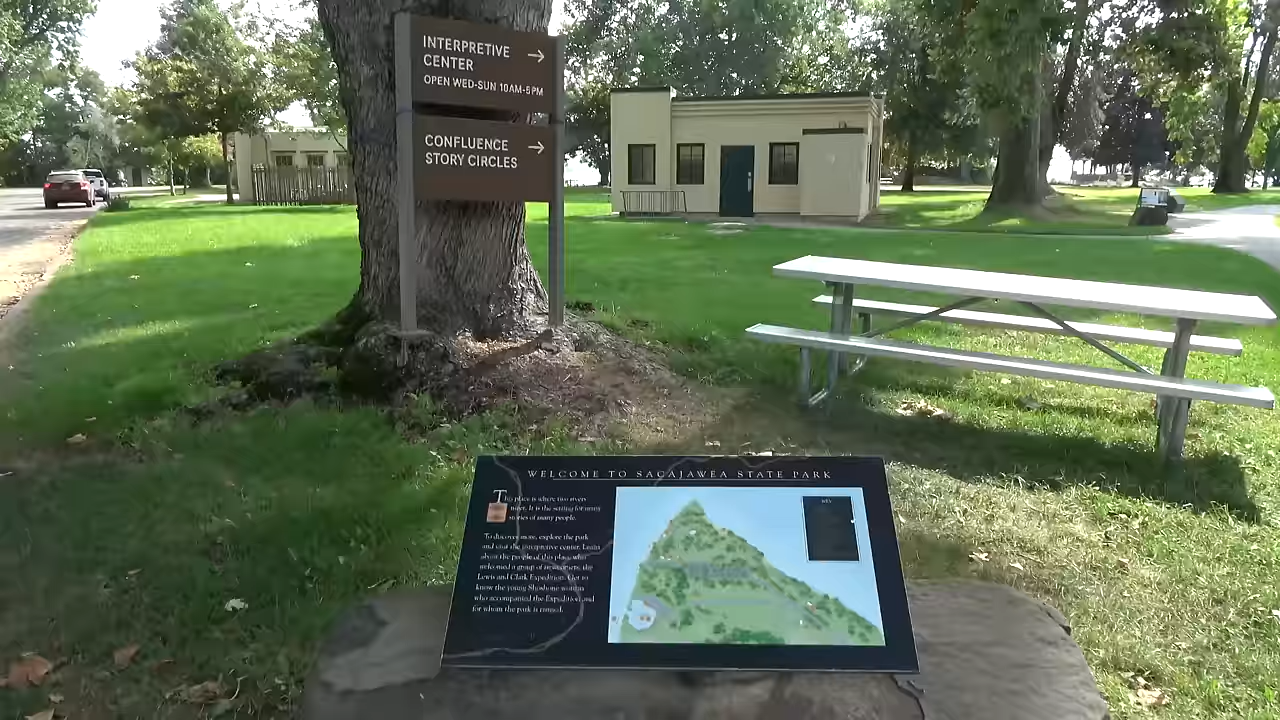 INTERPRETIVE
CENTER
OPEN WED-SUN 10AM-5PM
CONFLUENCE
STORY CIRCLES
WELCOME TO SACAJAWEA STATE PARK
This place is where two rivers
meet. It is the setting for many
stories of many people.
To discover more, explore the park
and visit the interpretive center. Learn
about the people of this place who
welcomed a group of newcomers, the
Lewis and Clark Expedition. Get to
know the young Shoshone woman
who accompanied the Expedition and
for whom the park is named.